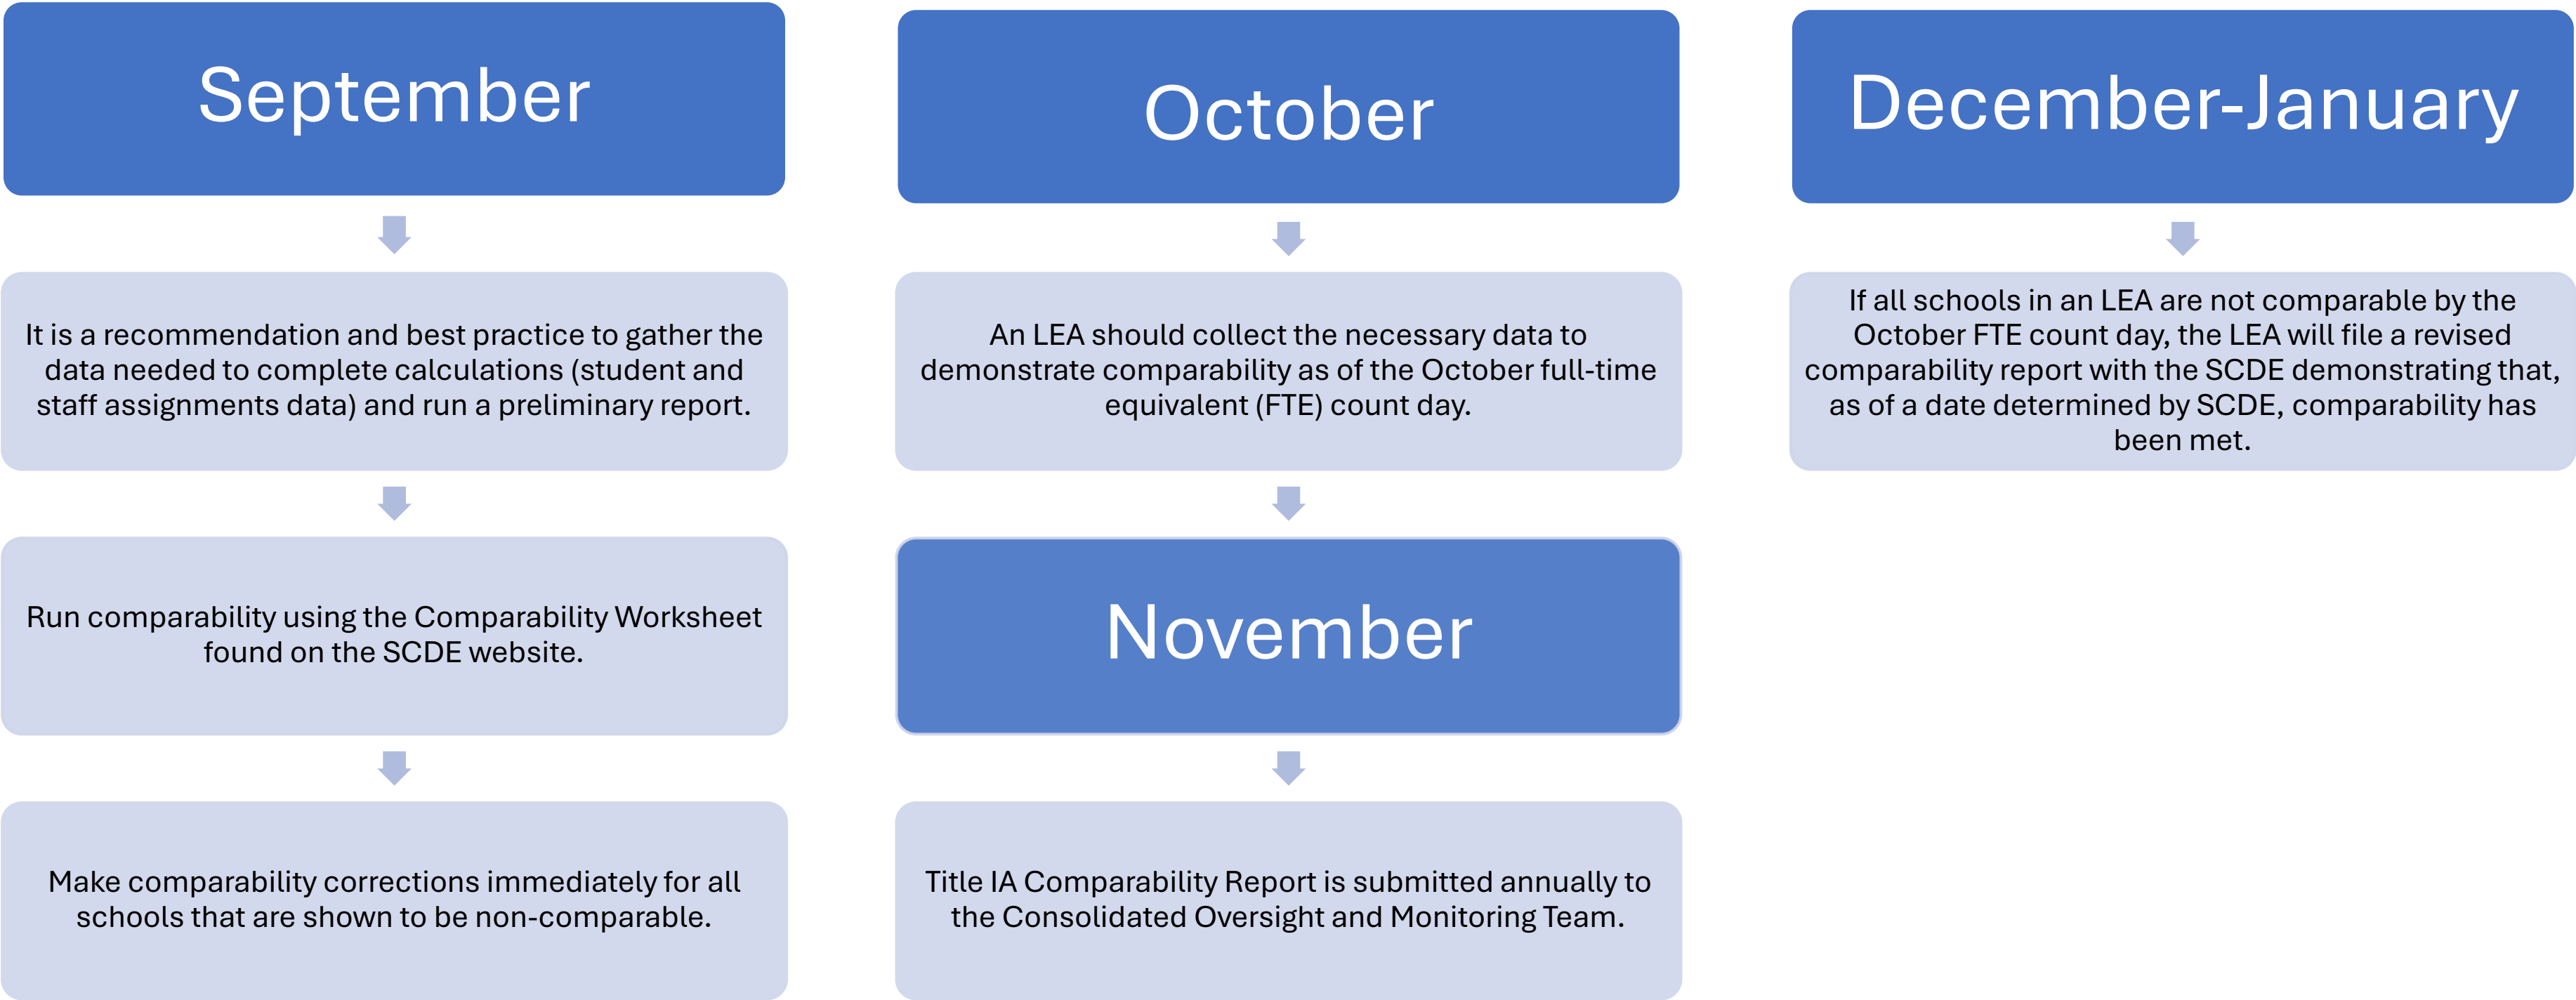 September
It is a recommendation and best practice to gather the
data needed to complete calculations (student and
staff assignments data) and run a preliminary report.
Run comparability using the Comparability Worksheet
found on the SCDE website.
Make comparability corrections immediately for all
schools that are shown to be non-comparable.
October
An LEA should collect the necessary data to
demonstrate comparability as of the October full-time
equivalent (FTE) count day.
November
Title IA Comparability Report is submitted annually to
the Consolidated Oversight and Monitoring Team.
December-January
If all schools in an LEA are not comparable by the
October FTE count day, the LEA will file a revised
comparability report with the SCDE demonstrating that,
as of a date determined by SCDE, comparability has
been met.